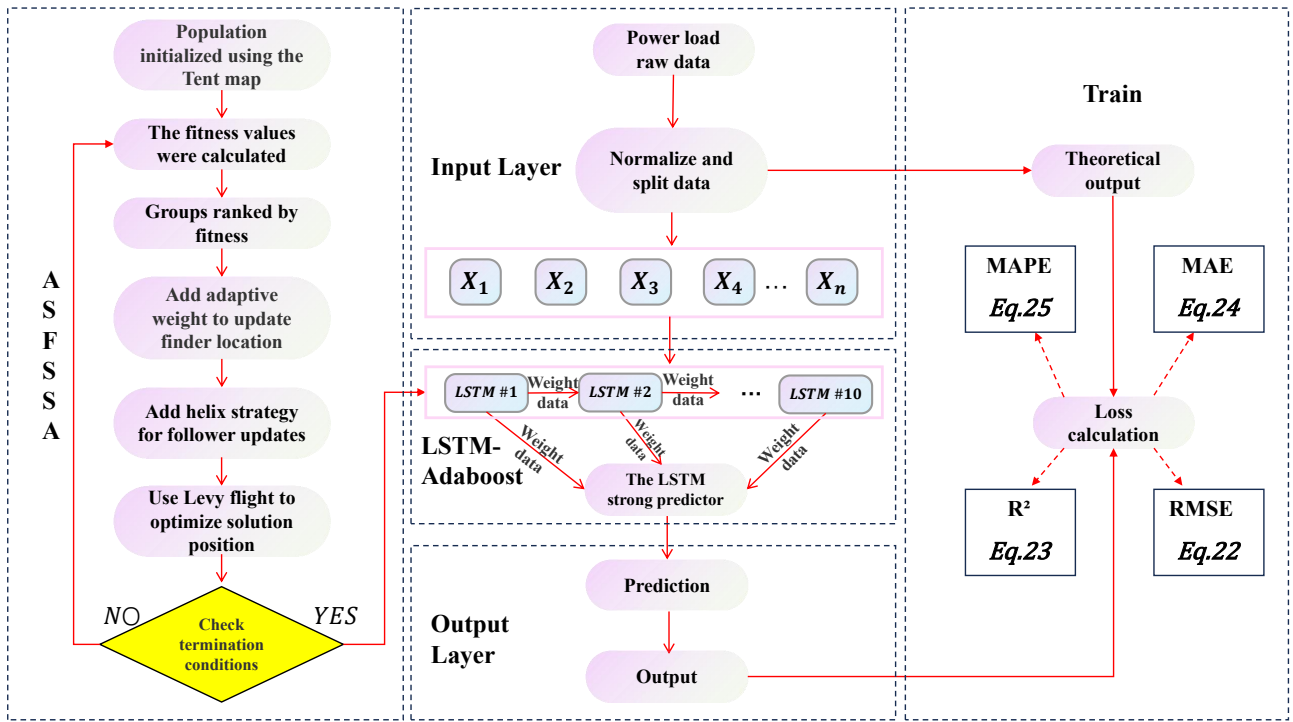 Population
initialized using the
Tent map
The fitness values
were calculated
Groups ranked by
fitness
Add adaptive
weight to update
finder location
Add helix strategy
for follower updates
Use Levy flight to
optimize solution
position
NO
YES
Check
termination
conditions
A
S
F
S
S
A
Power load
raw data
Input Layer
Normalize and
split data
X₁ X₂ X₃ X₄ ... Xₙ
LSTM #1
Weight
data
LSTM #2
Weight
data
...
LSTM #10
Weight
data
Weight
data
Weight
data
LSTM-
Adaboost
The LSTM
strong predictor
Prediction
Output
Layer
Output
Train
Theoretical
output
MAPE
Eq.25
MAE
Eq.24
Loss
calculation
R²
Eq.23
RMSE
Eq.22